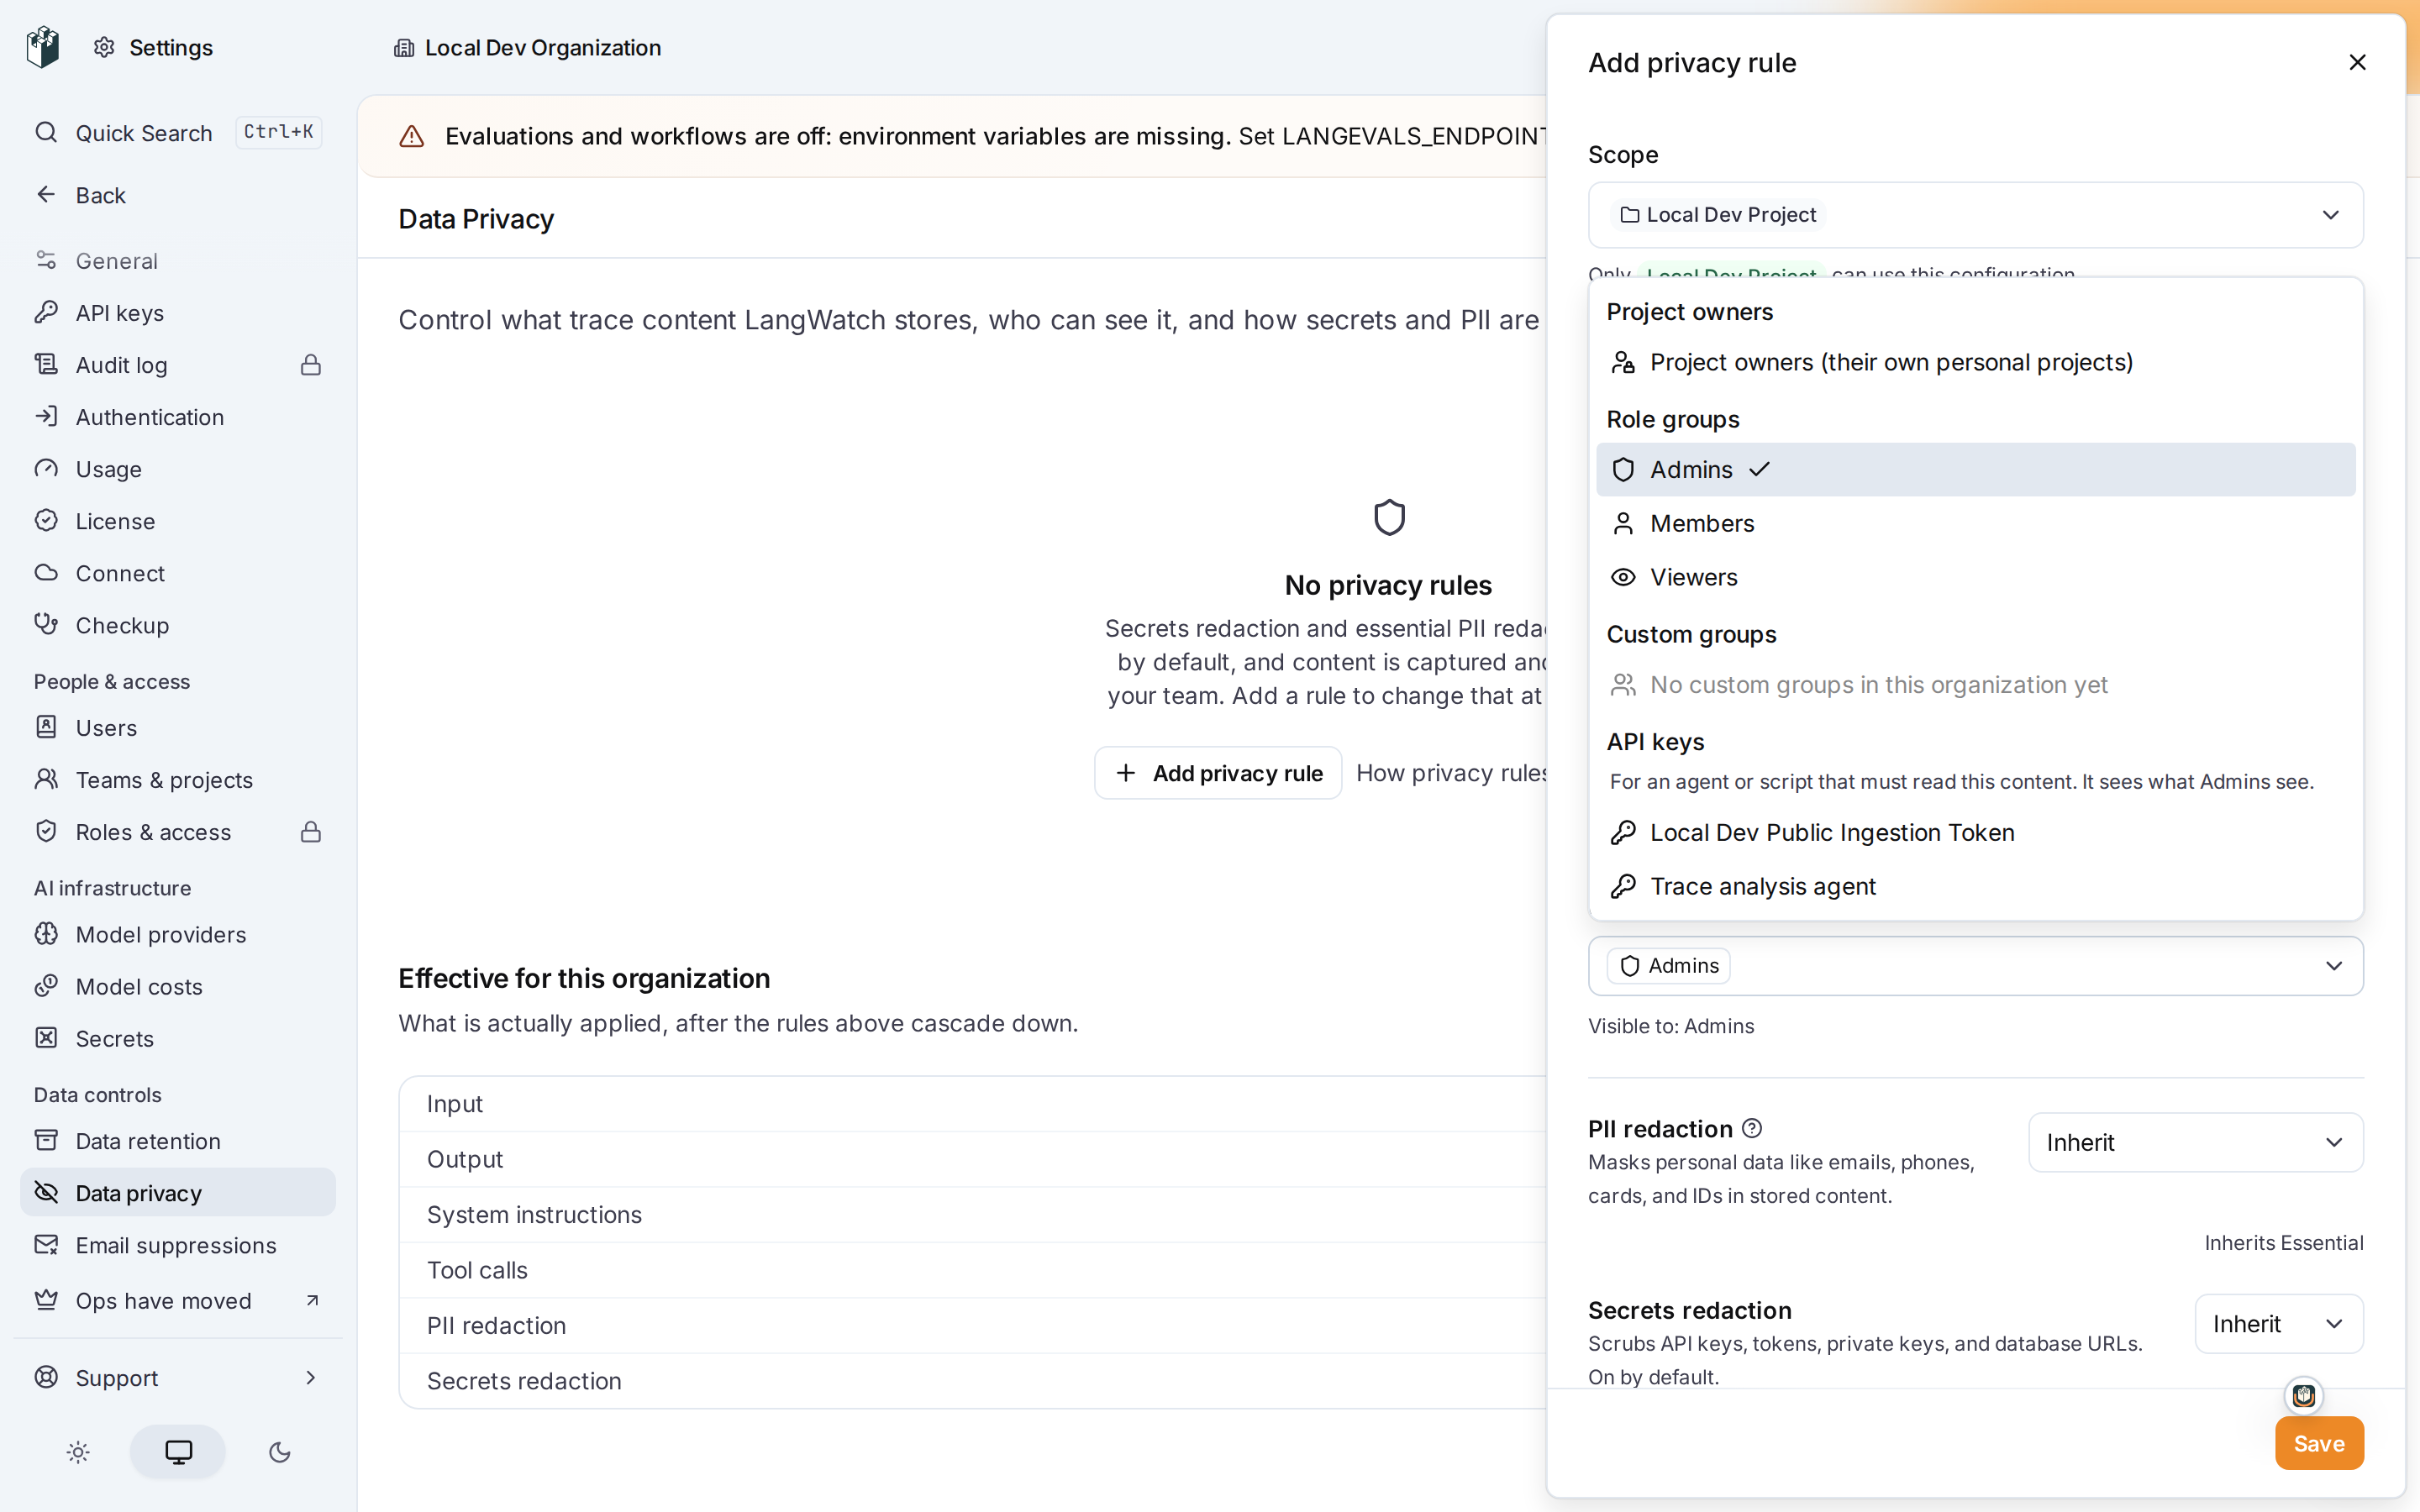 Settings
Local Dev Organization
Quick Search Ctrl+K
Back
General
API keys
Audit log
Authentication
Usage
License
Connect
Checkup
People & access
Users
Teams & projects
Roles & access
AI infrastructure
Model providers
Model costs
Secrets
Data controls
Data retention
Data privacy
Email suppressions
Ops have moved
Support
Evaluations and workflows are off: environment variables are missing. Set LANGEVALS_ENDPOINT
Data Privacy
Control what trace content LangWatch stores, who can see it, and how secrets and PII are
No privacy rules
Secrets redaction and essential PII
by default, and content is captured
your team. Add a rule to change that at
Add privacy rule
How privacy rules
Effective for this organization
What is actually applied, after the rules above cascade down.
Input
Output
System instructions
Tool calls
PII redaction
Secrets redaction
Add privacy rule
Scope
Local Dev Project
Only Local Dev Project can use this configuration
Project owners
Project owners (their own personal projects)
Role groups
Admins
Members
Viewers
Custom groups
No custom groups in this organization yet
API keys
For an agent or script that must read this content. It sees what Admins see.
Local Dev Public Ingestion Token
Trace analysis agent
Admins
Visible to: Admins
PII redaction
Inherit
Masks personal data like emails, phones,
cards, and IDs in stored content.
Inherits Essential
Secrets redaction
Inherit
Scrubs API keys, tokens, private keys, and database URLs.
On by default.
Save